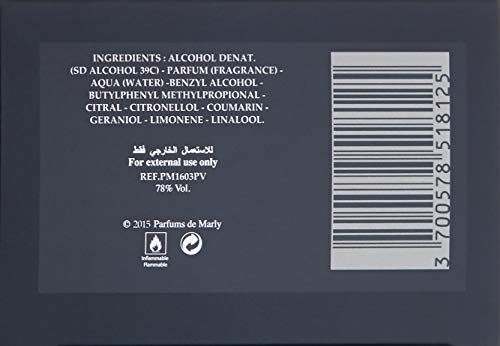 INGREDIENTS : ALCOHOL DENAT.
(SD ALCOHOL 39C) - PARFUM (FRAGRANCE) -
AQUA (WATER) -BENZYL ALCOHOL -
BUTYLPHENYL METHYLPROPIONAL -
CITRAL - CITRONELLOL - COUMARIN -
GERANIOL - LIMONENE - LINALOOL.
للاستعمال الخارجي فقط
For external use only
REF.PM1603PV
78% Vol.
© 2015 Parfums de Marly
Inflammable
Flammable
3 700578 518125